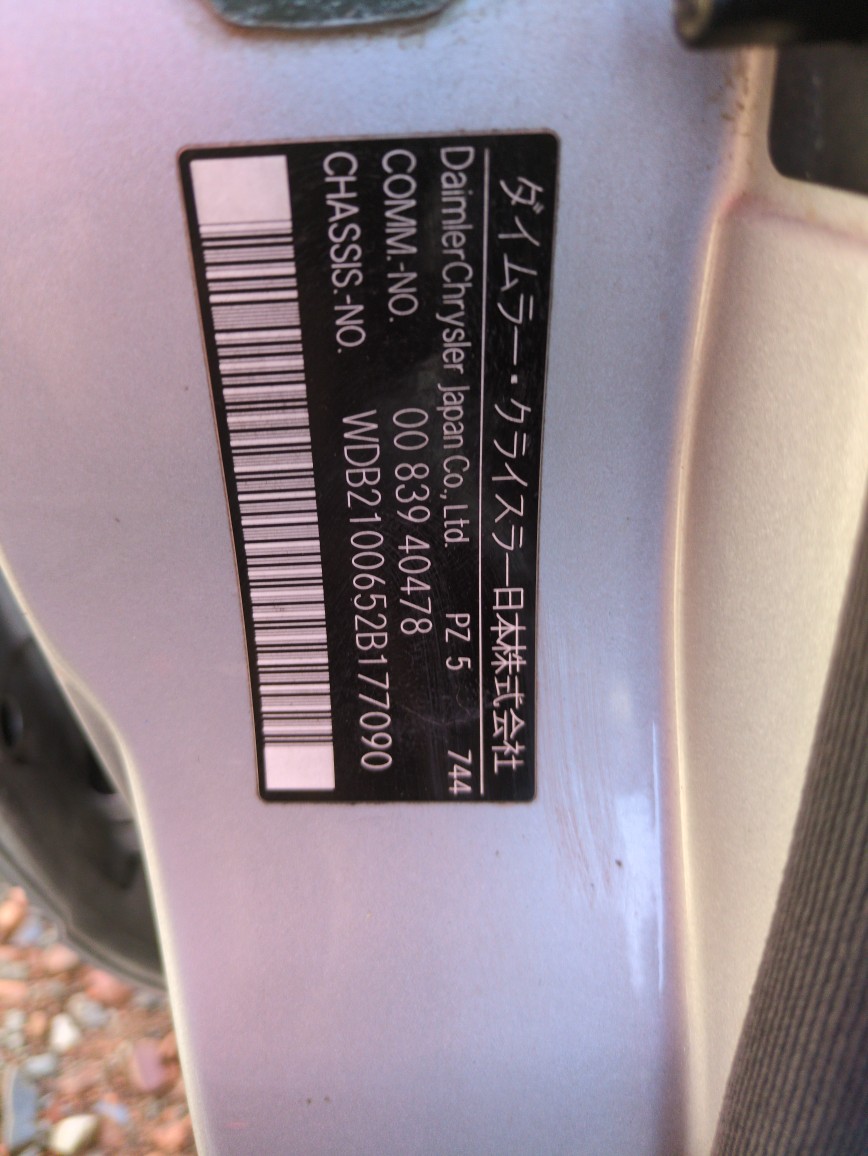 ダイムラー・クライスラー日本株式会社
DaimlerChrysler Japan Co., Ltd. PZ 5 744
COMM.-NO. 00 839 40478
CHASSIS.-NO. WDB2100652B177090